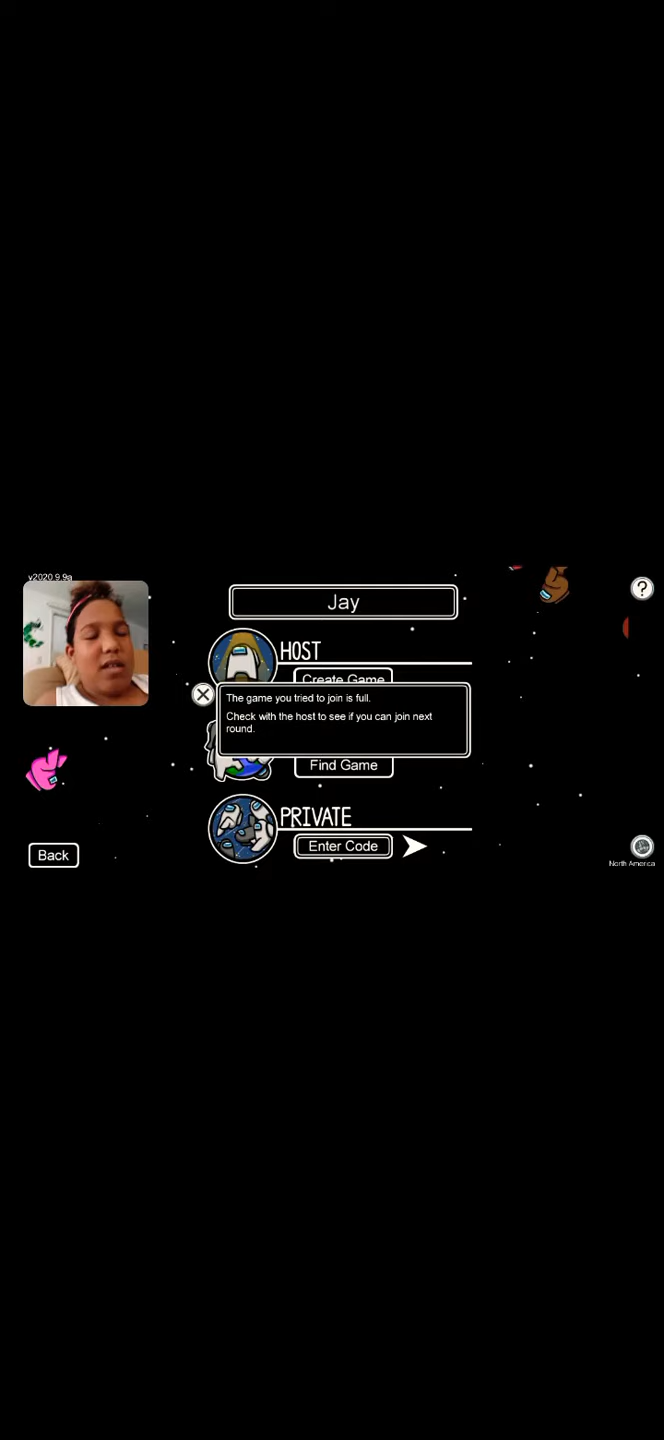 v2020.9.9a
Jay
HOST
Create Game
The game you tried to join is full.
Check with the host to see if you can join next
round.
Find Game
PRIVATE
Enter Code
Back
?
North America